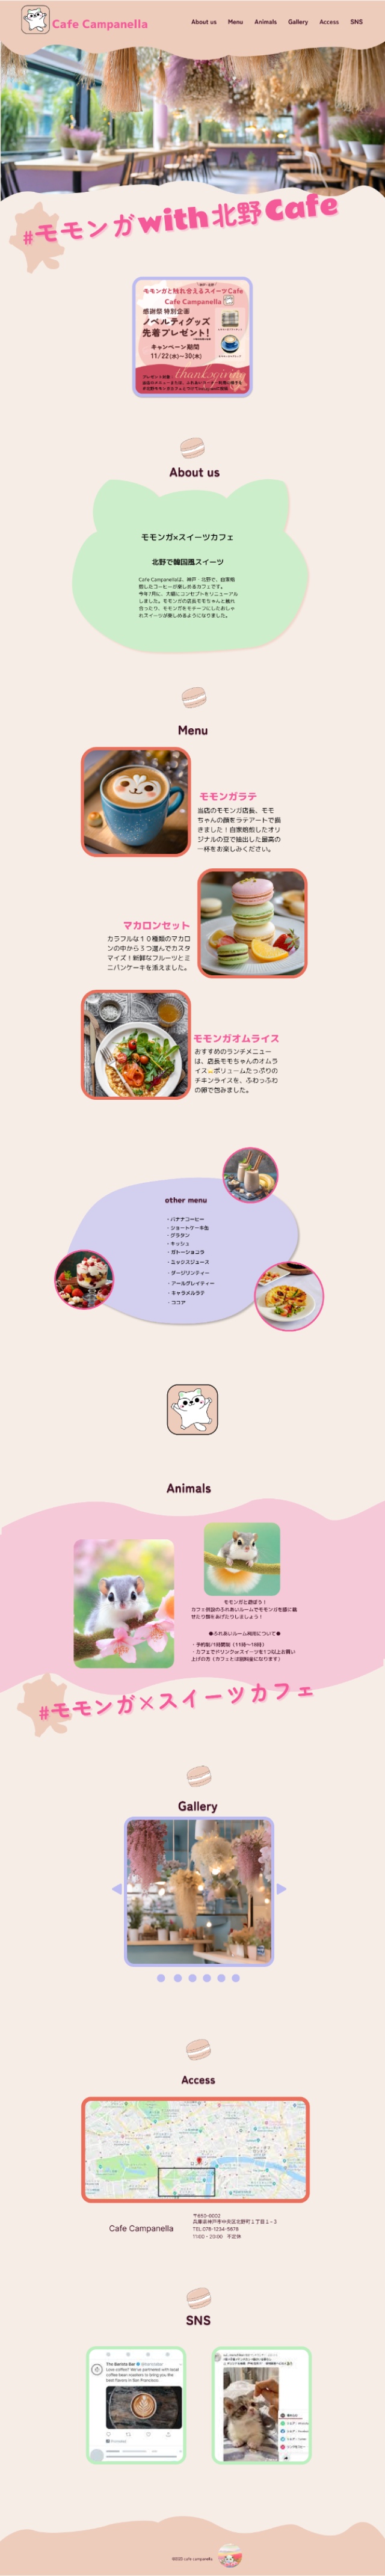 Cafe Campanella
About us
Menu
Animals
Gallery
Access
SNS
#モモンガwith北野Cafe
モモンガと触れ合えるスイーツCafe
Cafe Campanella
感謝祭特別企画
ノベルティグッズ
先着プレゼント!
キャンペーン期間
11/22(水)〜30(木)
thanksgiving
About us
モモンガ×スイーツカフェ
北野で韓国風スイーツ
Cafe Campanellaは、神戸・北野で、自家焙
煎したコーヒーが楽しめるカフェです。
今年7月に、大幅にコンセプトをリニューアル
しました。モモンガの店長モモちゃんと触れ
合ったり、モモンガをモチーフにしたおしゃ
れスイーツが楽しめるようになりました。
Menu
モモンガラテ
当店のモモンガ店長、モモ
ちゃんの顔をラテアートで描
きました！自家焙煎したオリ
ジナルの豆で抽出した最高の
一杯をお楽しみください。
マカロンセット
カラフルな１０種類のマカロ
ンの中から３つ選んでカスタ
マイズ！新鮮なフルーツとミ
ニパンケーキを添えました。
モモンガオムライス
おすすめのランチメニュー
は、店長モモちゃんのオムラ
イス ボリュームたっぷりの
チキンライスを、ふわっふわ
の卵で包みました。
other menu
・バナナコーヒー
・ショートケーキ缶
・グラタン
・キッシュ
・ガトーショコラ
・ミックスジュース
・ダージリンティー
・アールグレイティー
・キャラメルラテ
・ココア
Animals
モモンガと遊ぼう！
カフェ併設のふれあいルームでモモンガを腕に載
せたり餌をあげたりしましょう！
●ふれあいルーム利用について●
・予約制/1時間制（11時〜18時）
・カフェでドリンクorスイーツを1つ以上お買い
上げの方（カフェとは別料金になります）
#モモンガ×スイーツカフェ
Gallery
Access
Cafe Campanella
〒650-0002
兵庫県神戸市中央区北野町１丁目１−３
TEL:078-1234-5678
11:00 - 20:00　不定休
SNS
The Barista Bar
Love coffee? We've partnered with local
coffee bean roasters to bring you the
best flavors in San Francisco.
Promoted
©2023 cafe campanella